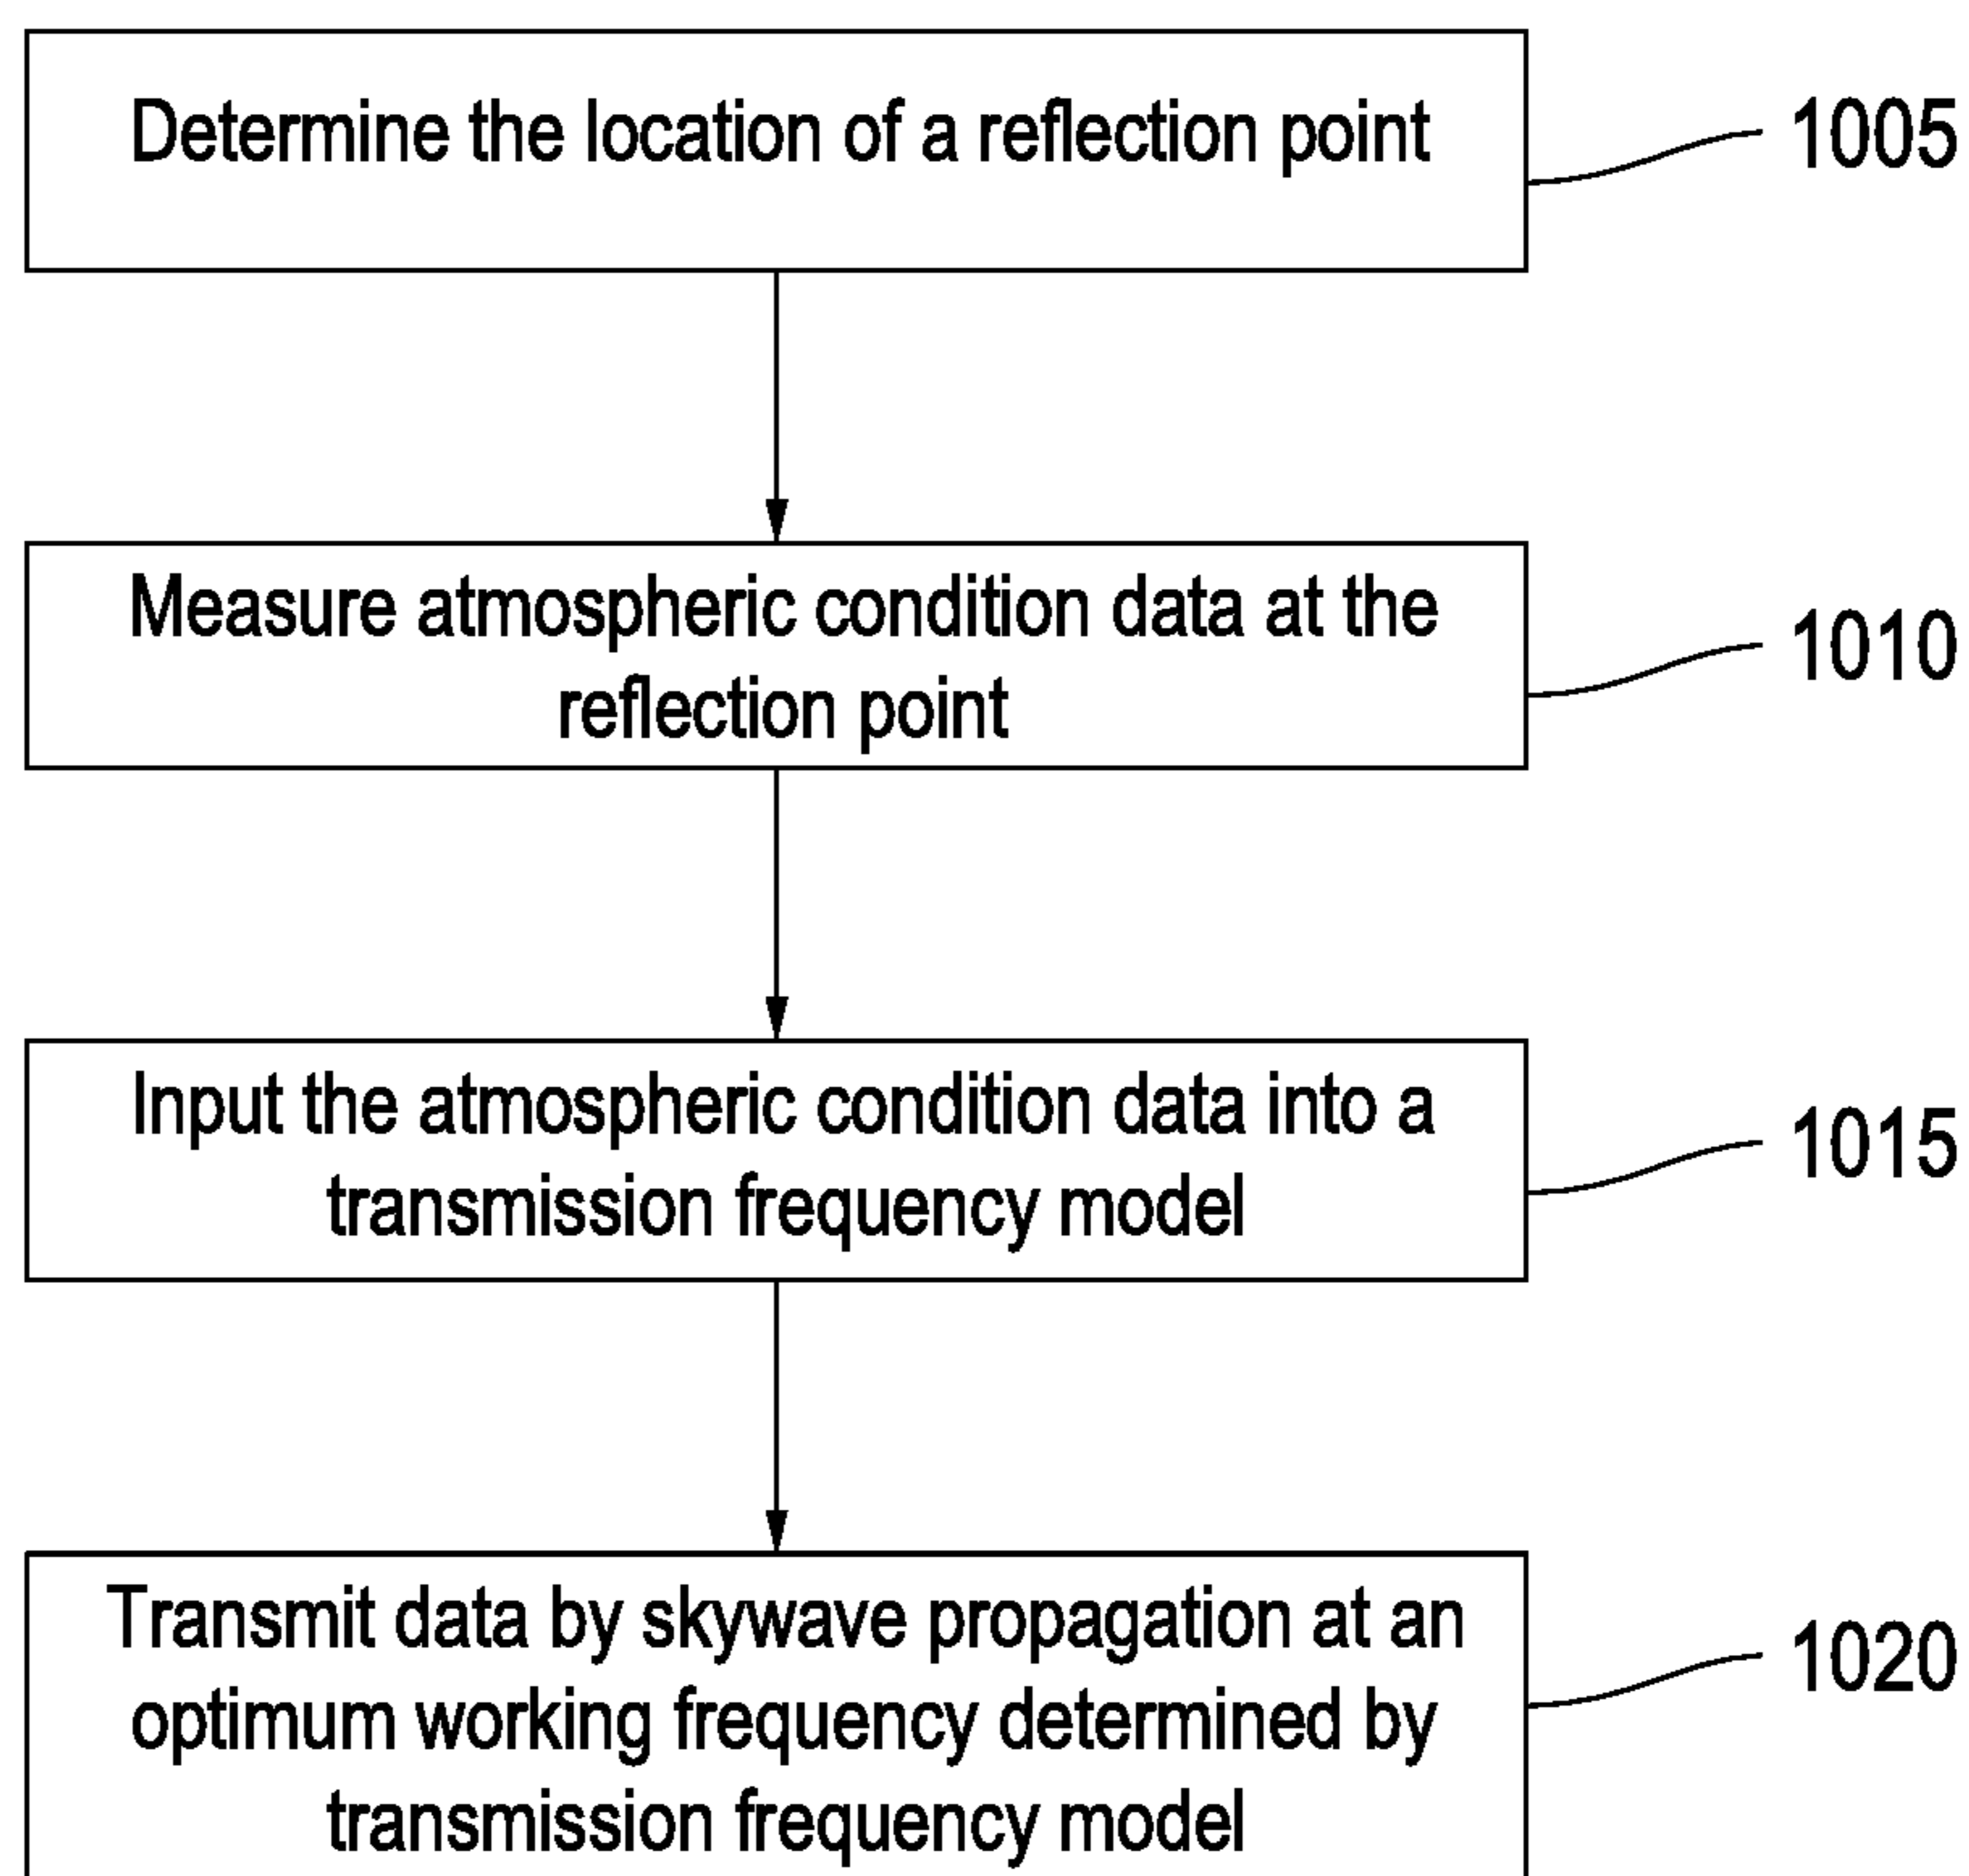 Determine the location of a reflection point
1005
Measure atmospheric condition data at the
reflection point
1010
Input the atmospheric condition data into a
transmission frequency model
1015
Transmit data by skywave propagation at an
optimum working frequency determined by
transmission frequency model
1020